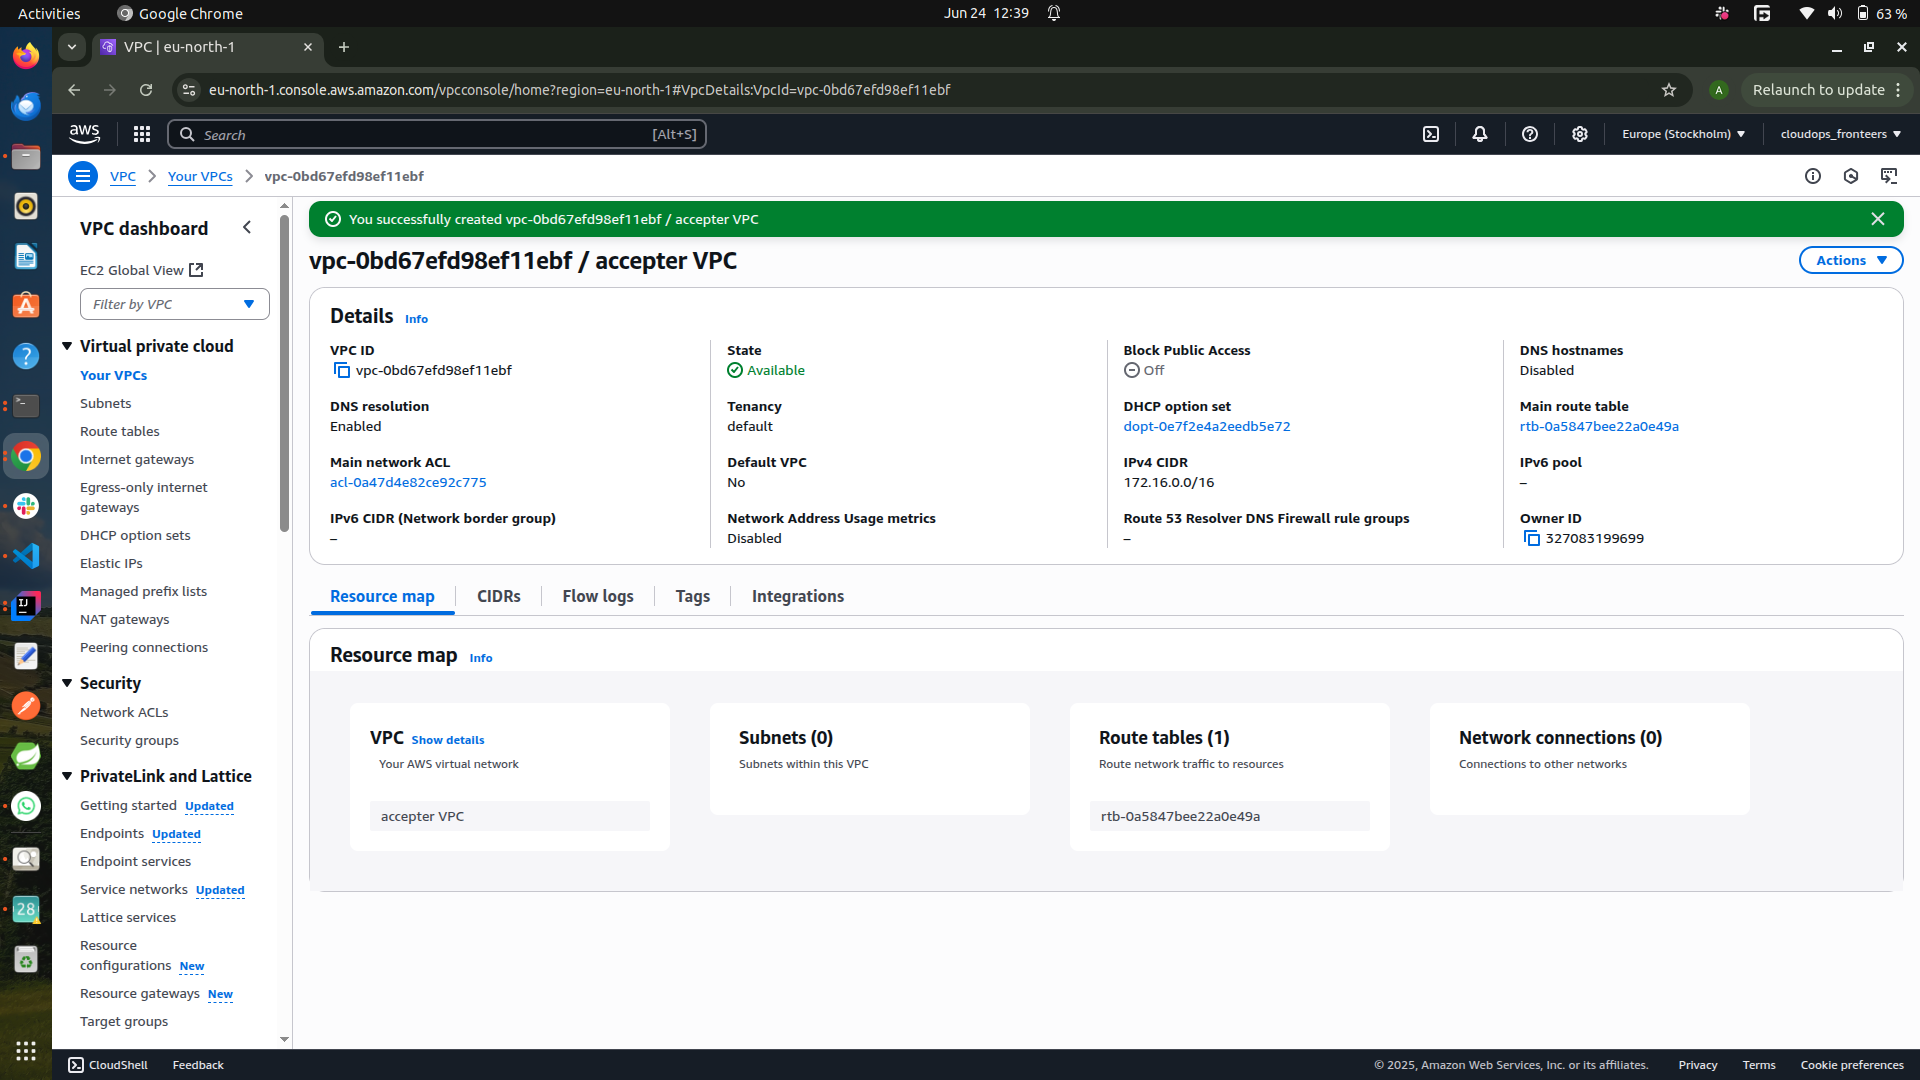 Activities
Google Chrome
Jun 24 12:39
63 %
VPC | eu-north-1
eu-north-1.console.aws.amazon.com/vpcconsole/home?region=eu-north-1#VpcDetails:VpcId=vpc-0bd67efd98ef11ebf
A
Relaunch to update
aws
Search
[Alt+S]
Europe (Stockholm)
cloudops_fronteers
VPC
Your VPCs
vpc-0bd67efd98ef11ebf
VPC dashboard
EC2 Global View
Filter by VPC
Virtual private cloud
Your VPCs
Subnets
Route tables
Internet gateways
Egress-only internet
gateways
DHCP option sets
Elastic IPs
Managed prefix lists
NAT gateways
Peering connections
Security
Network ACLs
Security groups
PrivateLink and Lattice
Getting started Updated
Endpoints Updated
Endpoint services
Service networks Updated
Lattice services
Resource
configurations New
Resource gateways New
Target groups
You successfully created vpc-0bd67efd98ef11ebf / accepter VPC
vpc-0bd67efd98ef11ebf / accepter VPC
Actions
Details Info
VPC ID
vpc-0bd67efd98ef11ebf
State
Available
Block Public Access
Off
DNS hostnames
Disabled
DNS resolution
Enabled
Tenancy
default
DHCP option set
dopt-0e7f2e4a2eedb5e72
Main route table
rtb-0a5847bee22a0e49a
Main network ACL
acl-0a47d4e82ce92c775
Default VPC
No
IPv4 CIDR
172.16.0.0/16
IPv6 pool
–
IPv6 CIDR (Network border group)
–
Network Address Usage metrics
Disabled
Route 53 Resolver DNS Firewall rule groups
–
Owner ID
327083199699
Resource map
CIDRs
Flow logs
Tags
Integrations
Resource map Info
VPC Show details
Your AWS virtual network
accepter VPC
Subnets (0)
Subnets within this VPC
Route tables (1)
Route network traffic to resources
rtb-0a5847bee22a0e49a
Network connections (0)
Connections to other networks
IJ
28
CloudShell
Feedback
© 2025, Amazon Web Services, Inc. or its affiliates.
Privacy
Terms
Cookie preferences